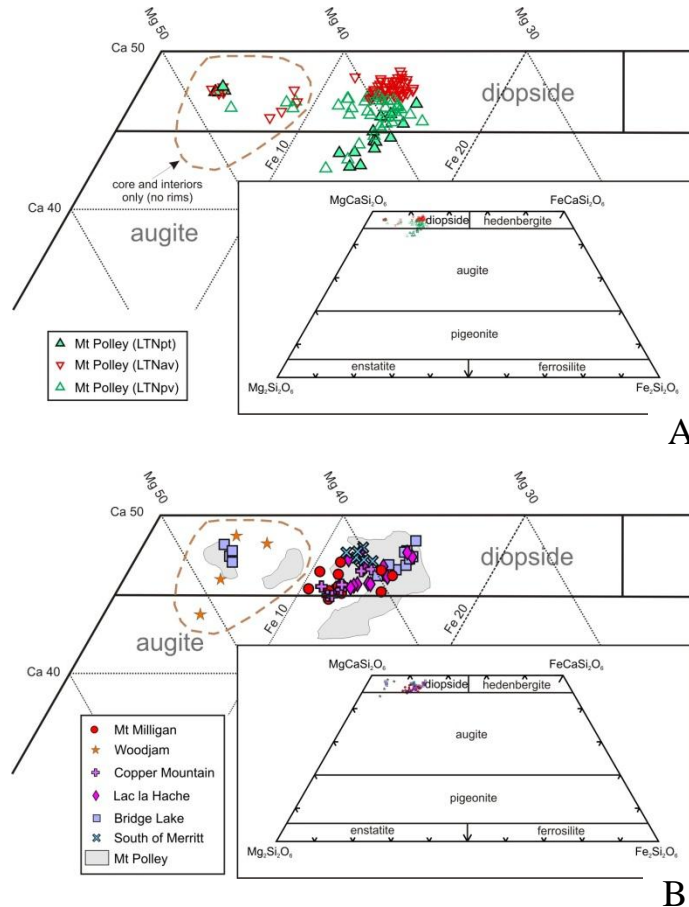 Mg 50
Mg 40
Mg 30
Ca 50
diopside
Fe 10
Fe 20
core and interiors
only (no rims)
Ca 40
augite
MgCaSi₂O₆
FeCaSi₂O₆
diopside
hedenbergite
augite
pigeonite
enstatite
ferrosilite
Mg₂Si₂O₆
Fe₂Si₂O₆
Mt Polley (LTNpt)
Mt Polley (LTNav)
Mt Polley (LTNpv)
A
Mg 50
Mg 40
Mg 30
Ca 50
diopside
Fe 10
Fe 20
augite
Ca 40
MgCaSi₂O₆
FeCaSi₂O₆
diopside
hedenbergite
augite
pigeonite
enstatite
ferrosilite
Mg₂Si₂O₆
Fe₂Si₂O₆
Mt Milligan
Woodjam
Copper Mountain
Lac la Hache
Bridge Lake
South of Merritt
Mt Polley
B